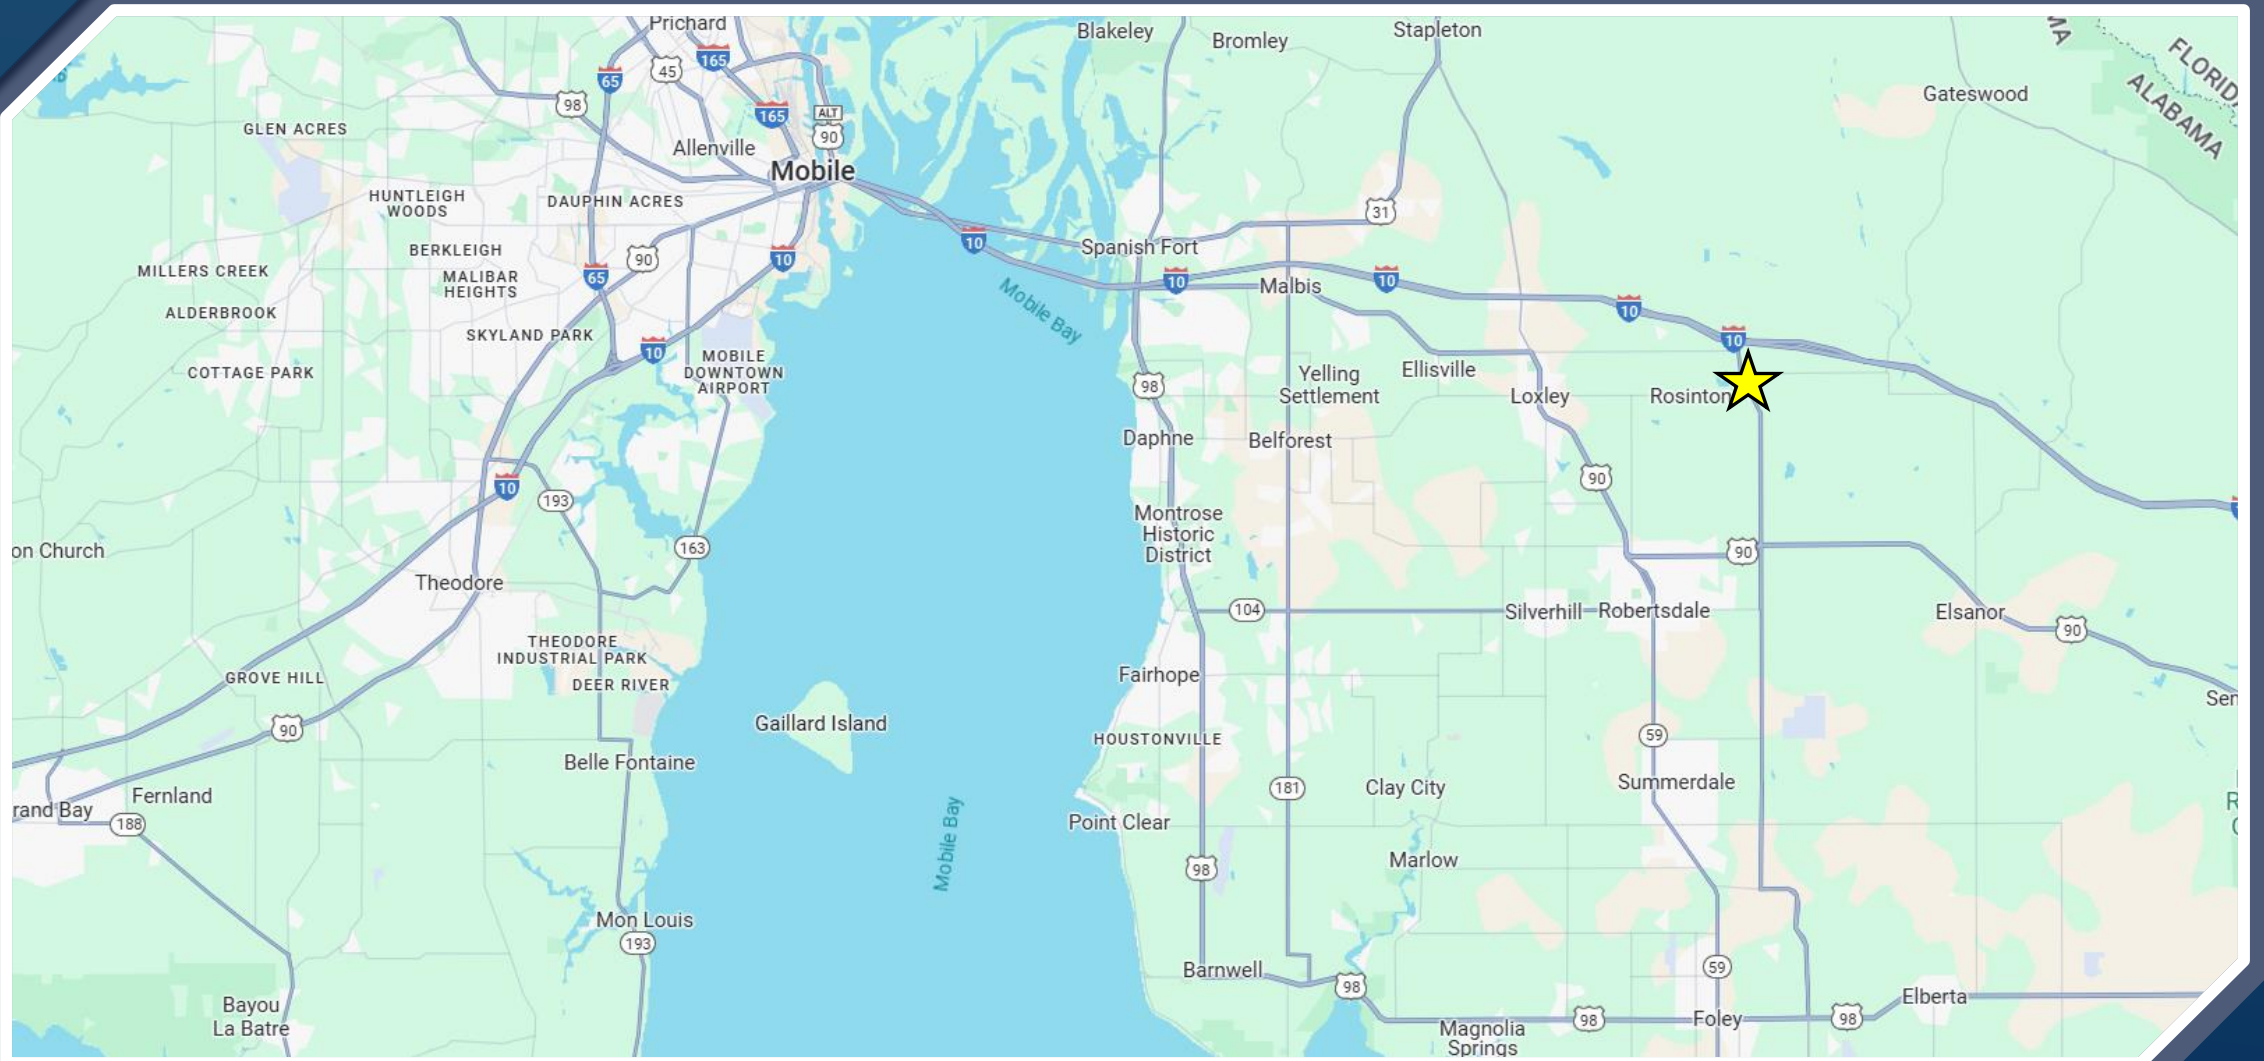 Prichard
Blakeley
Bromley
Stapleton
MA
FLORIDA
ALABAMA
Gateswood
65
45
165
98
165
ALT
90
GLEN ACRES
Allenville
Mobile
HUNTLEIGH
WOODS
DAUPHIN ACRES
31
BERKLEIGH
90
10
10
Spanish Fort
MILLERS CREEK
MALIBAR
HEIGHTS
65
10
10
Malbis
Mobile Bay
ALDERBROOK
10
SKYLAND PARK
10
10
COTTAGE PARK
MOBILE
DOWNTOWN
AIRPORT
98
Yelling
Settlement
Ellisville
Loxley
Rosinton
Daphne
Belforest
10
193
90
Montrose
Historic
District
on Church
163
90
Theodore
104
Silverhill
Robertsdale
Elsanor
90
THEODORE
INDUSTRIAL PARK
DEER RIVER
GROVE HILL
Fairhope
Sem
90
Gaillard Island
HOUSTONVILLE
59
Belle Fontaine
Summerdale
181
Clay City
rand Bay
Fernland
188
Point Clear
R
Mobile Bay
Marlow
98
Mon Louis
193
Barnwell
98
59
Bayou
La Batre
Elberta
Magnolia
Springs
98
Foley
98